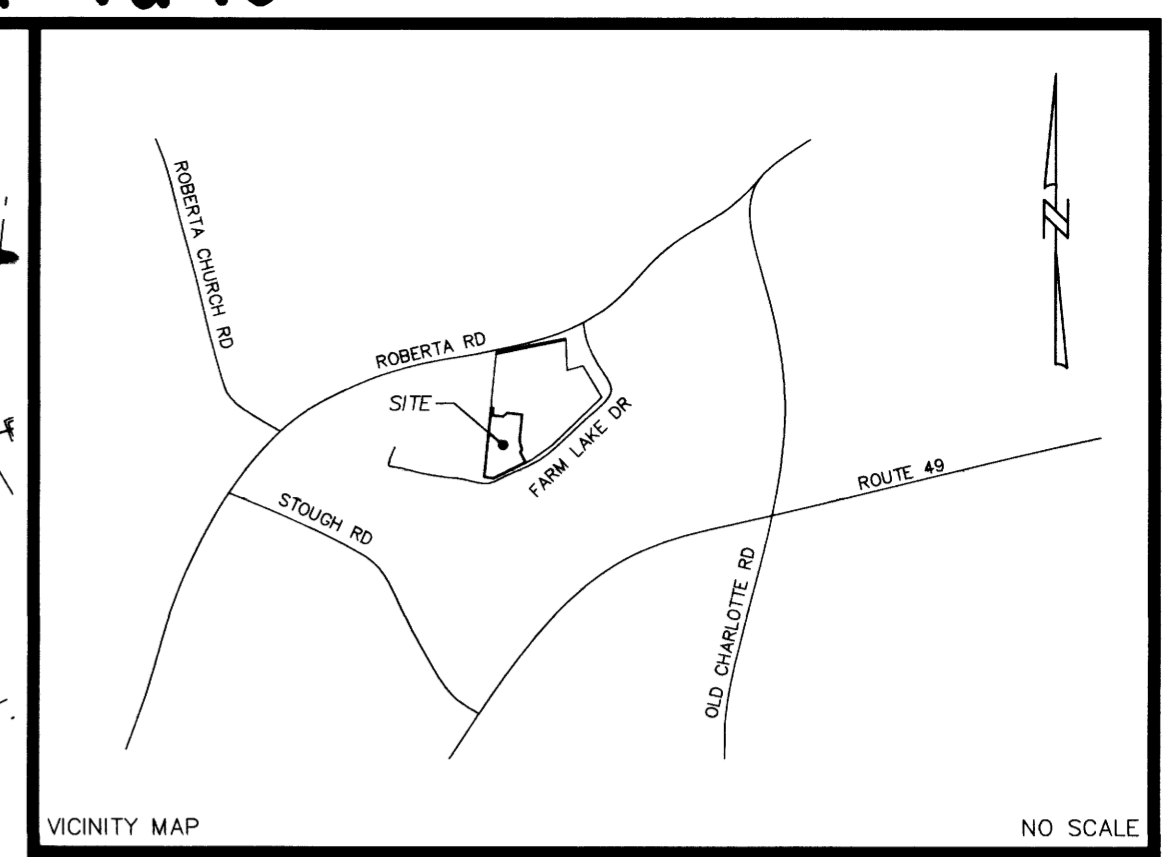 ROBERTA CHURCH RD
N
ROBERTA RD
SITE
FARM LAKE DR
STOUGH RD
ROUTE 49
OLD CHARLOTTE RD
VICINITY MAP
NO SCALE